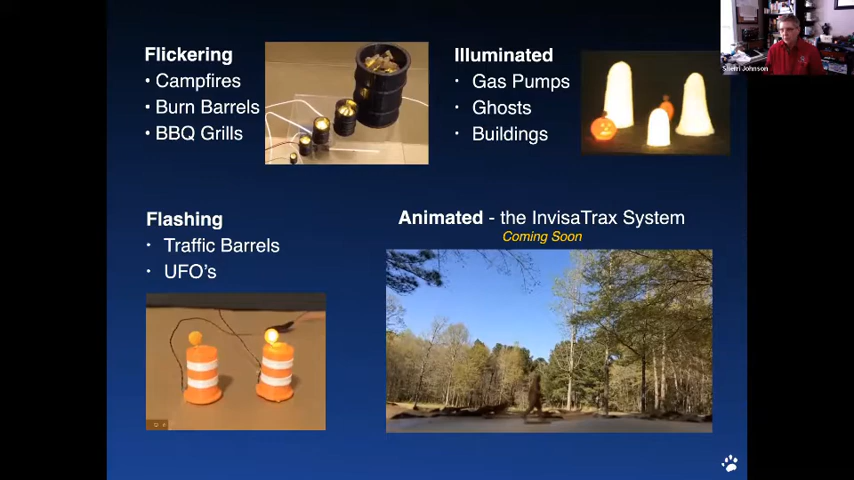 Flickering
• Campfires
• Burn Barrels
• BBQ Grills
Illuminated
· Gas Pumps
· Ghosts
· Buildings
Flashing
· Traffic Barrels
· UFO's
Animated - the InvisaTrax System
Coming Soon
Sherri Johnson